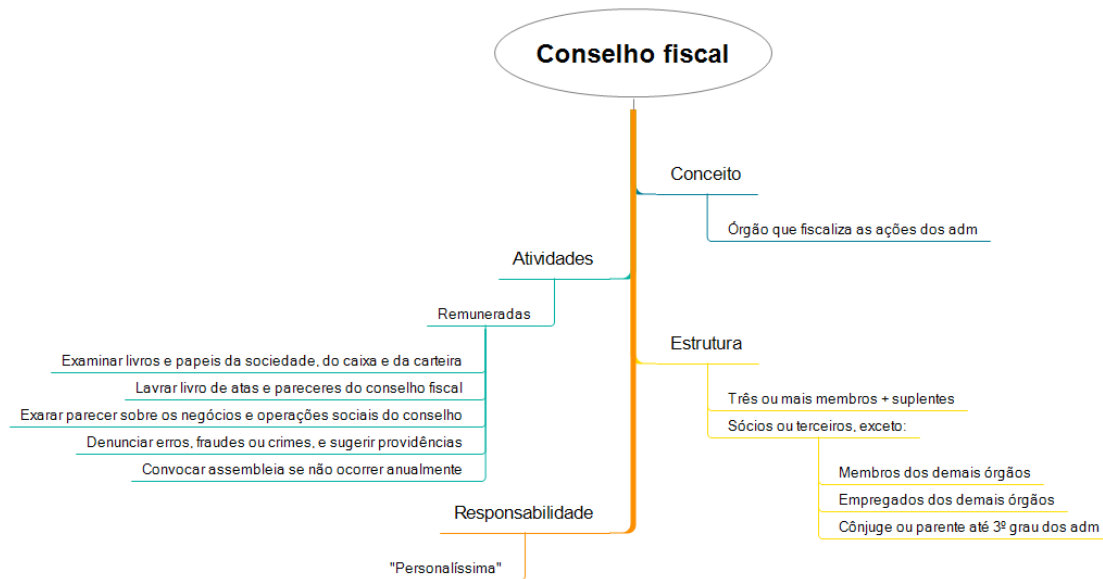 Conselho fiscal
Conceito
Órgão que fiscaliza as ações dos adm
Atividades
Remuneradas
Examinar livros e papeis da sociedade, do caixa e da carteira
Lavrar livro de atas e pareceres do conselho fiscal
Exarar parecer sobre os negócios e operações sociais do conselho
Denunciar erros, fraudes ou crimes, e sugerir providências
Convocar assembleia se não ocorrer anualmente
Estrutura
Três ou mais membros + suplentes
Sócios ou terceiros, exceto:
Membros dos demais órgãos
Empregados dos demais órgãos
Cônjuge ou parente até 3º grau dos adm
Responsabilidade
"Personalíssima"